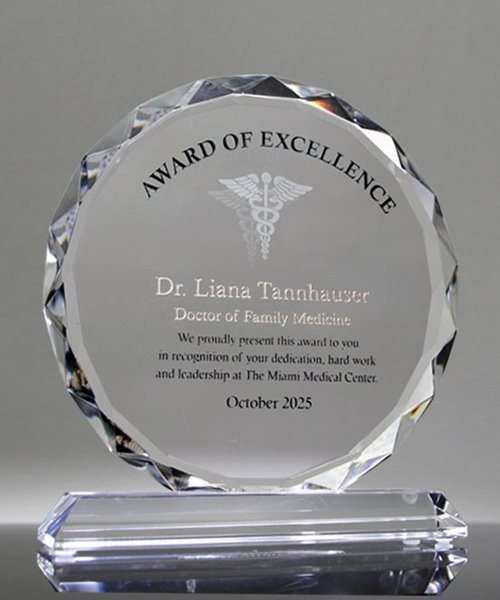 AWARD OF EXCELLENCE
Dr. Liana Tannhauser
Doctor of Family Medicine
We proudly present this award to you
in recognition of your dedication, hard work
and leadership at The Miami Medical Center.
October 2025